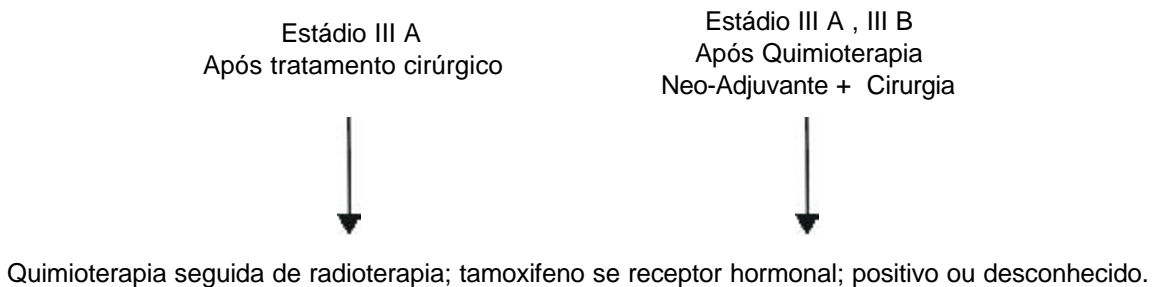 Estádio III A
Após tratamento cirúrgico
Estádio III A , III B
Após Quimioterapia
Neo-Adjuvante + Cirurgia
Quimioterapia seguida de radioterapia; tamoxifeno se receptor hormonal; positivo ou desconhecido.